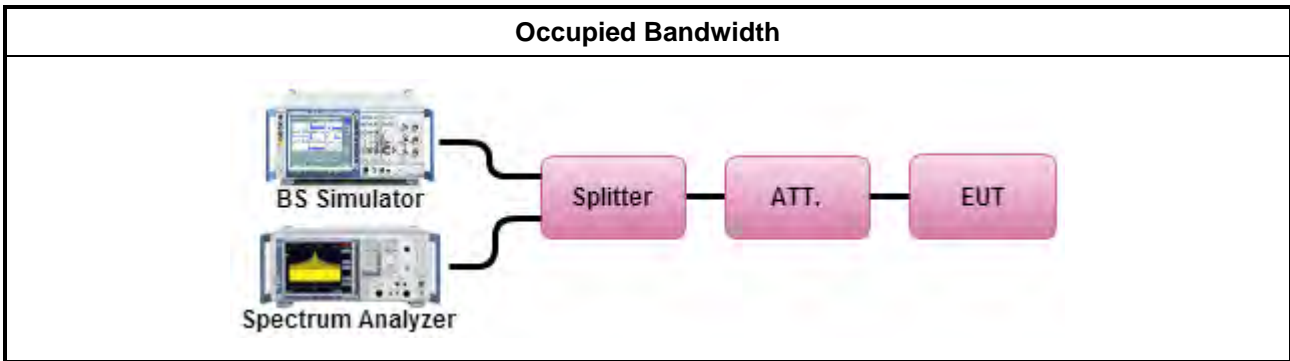 Occupied Bandwidth
BS Simulator
Splitter
ATT.
EUT
Spectrum Analyzer